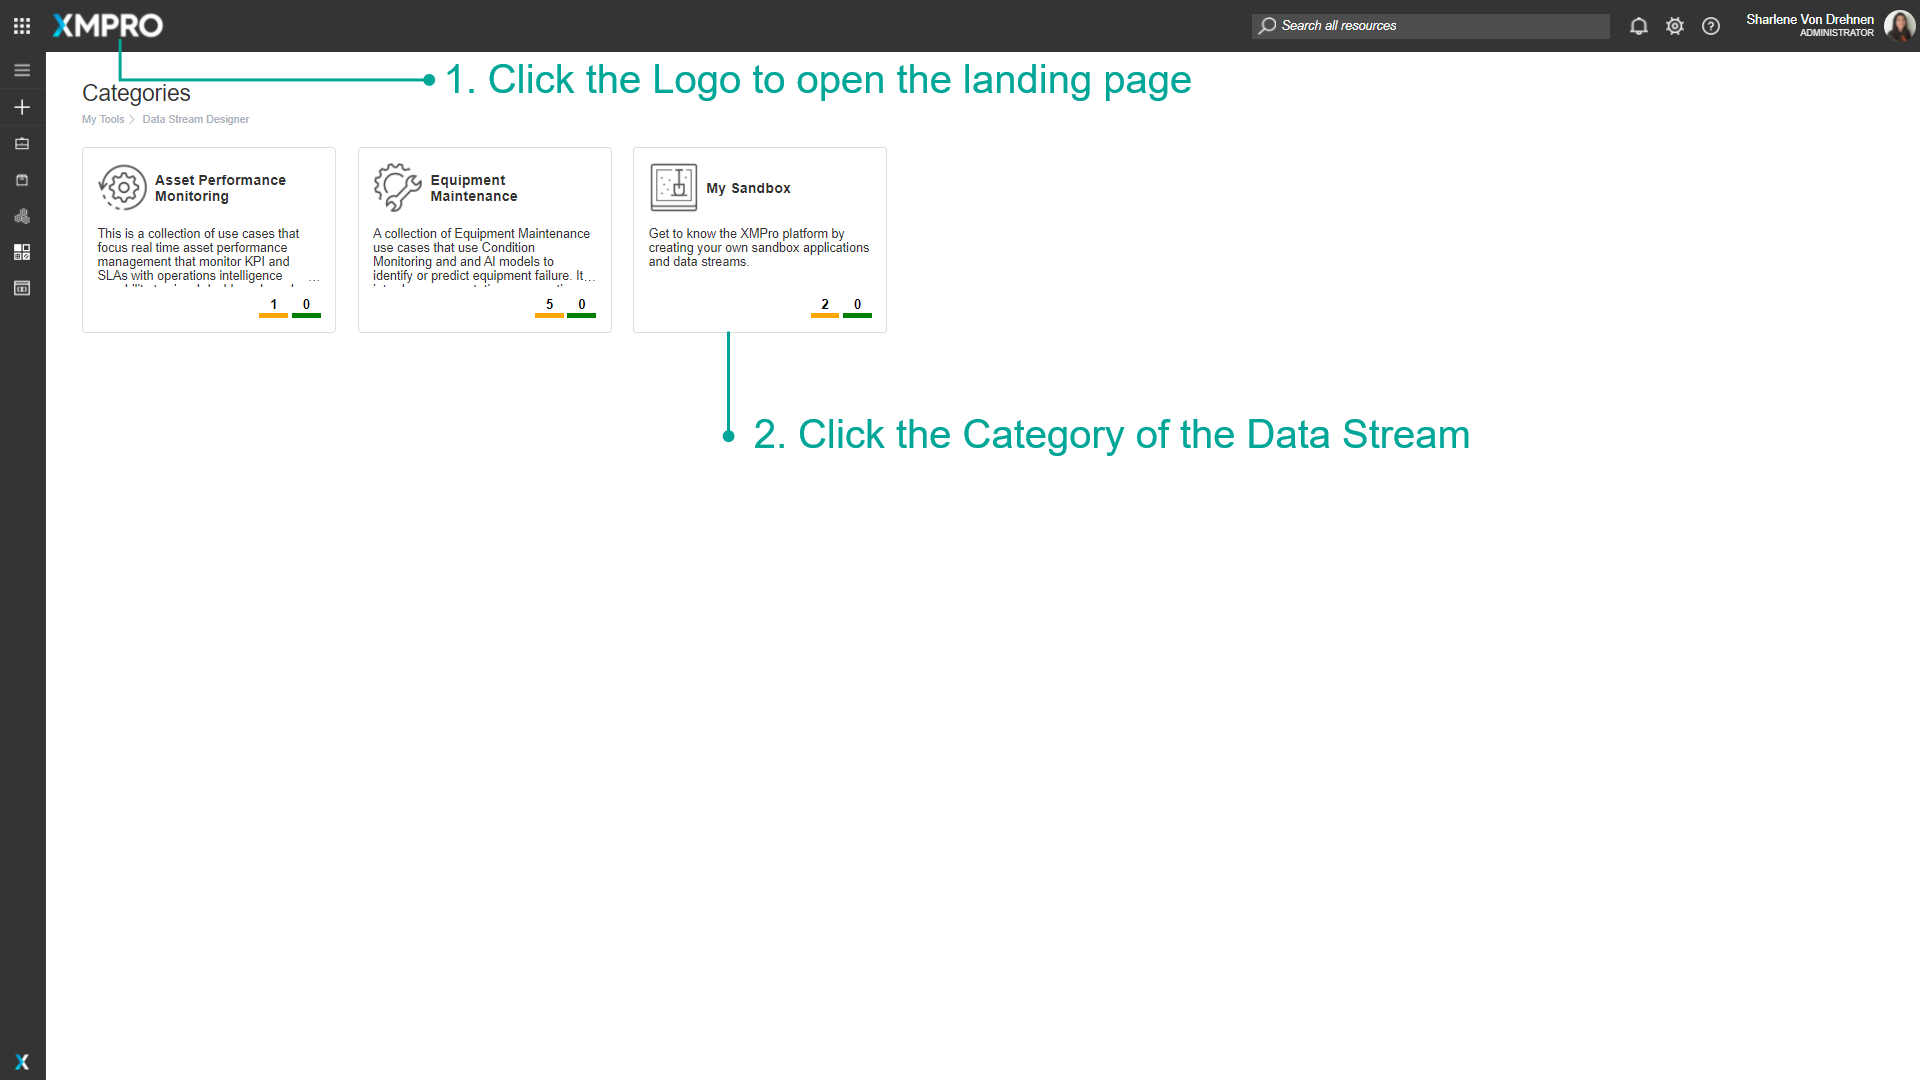 XMPRO
Search all resources
Sharlene Von Drehnen
ADMINISTRATOR
1. Click the Logo to open the landing page
Categories
My Tools > Data Stream Designer
Asset Performance
Monitoring
This is a collection of use cases that
focus real time asset performance
management that monitor KPI and
SLAs with operations intelligence ...
1 0
Equipment
Maintenance
A collection of Equipment Maintenance
use cases that use Condition
Monitoring and and AI models to
identify or predict equipment failure. It...
5 0
My Sandbox
Get to know the XMPro platform by
creating your own sandbox applications
and data streams.
2 0
2. Click the Category of the Data Stream